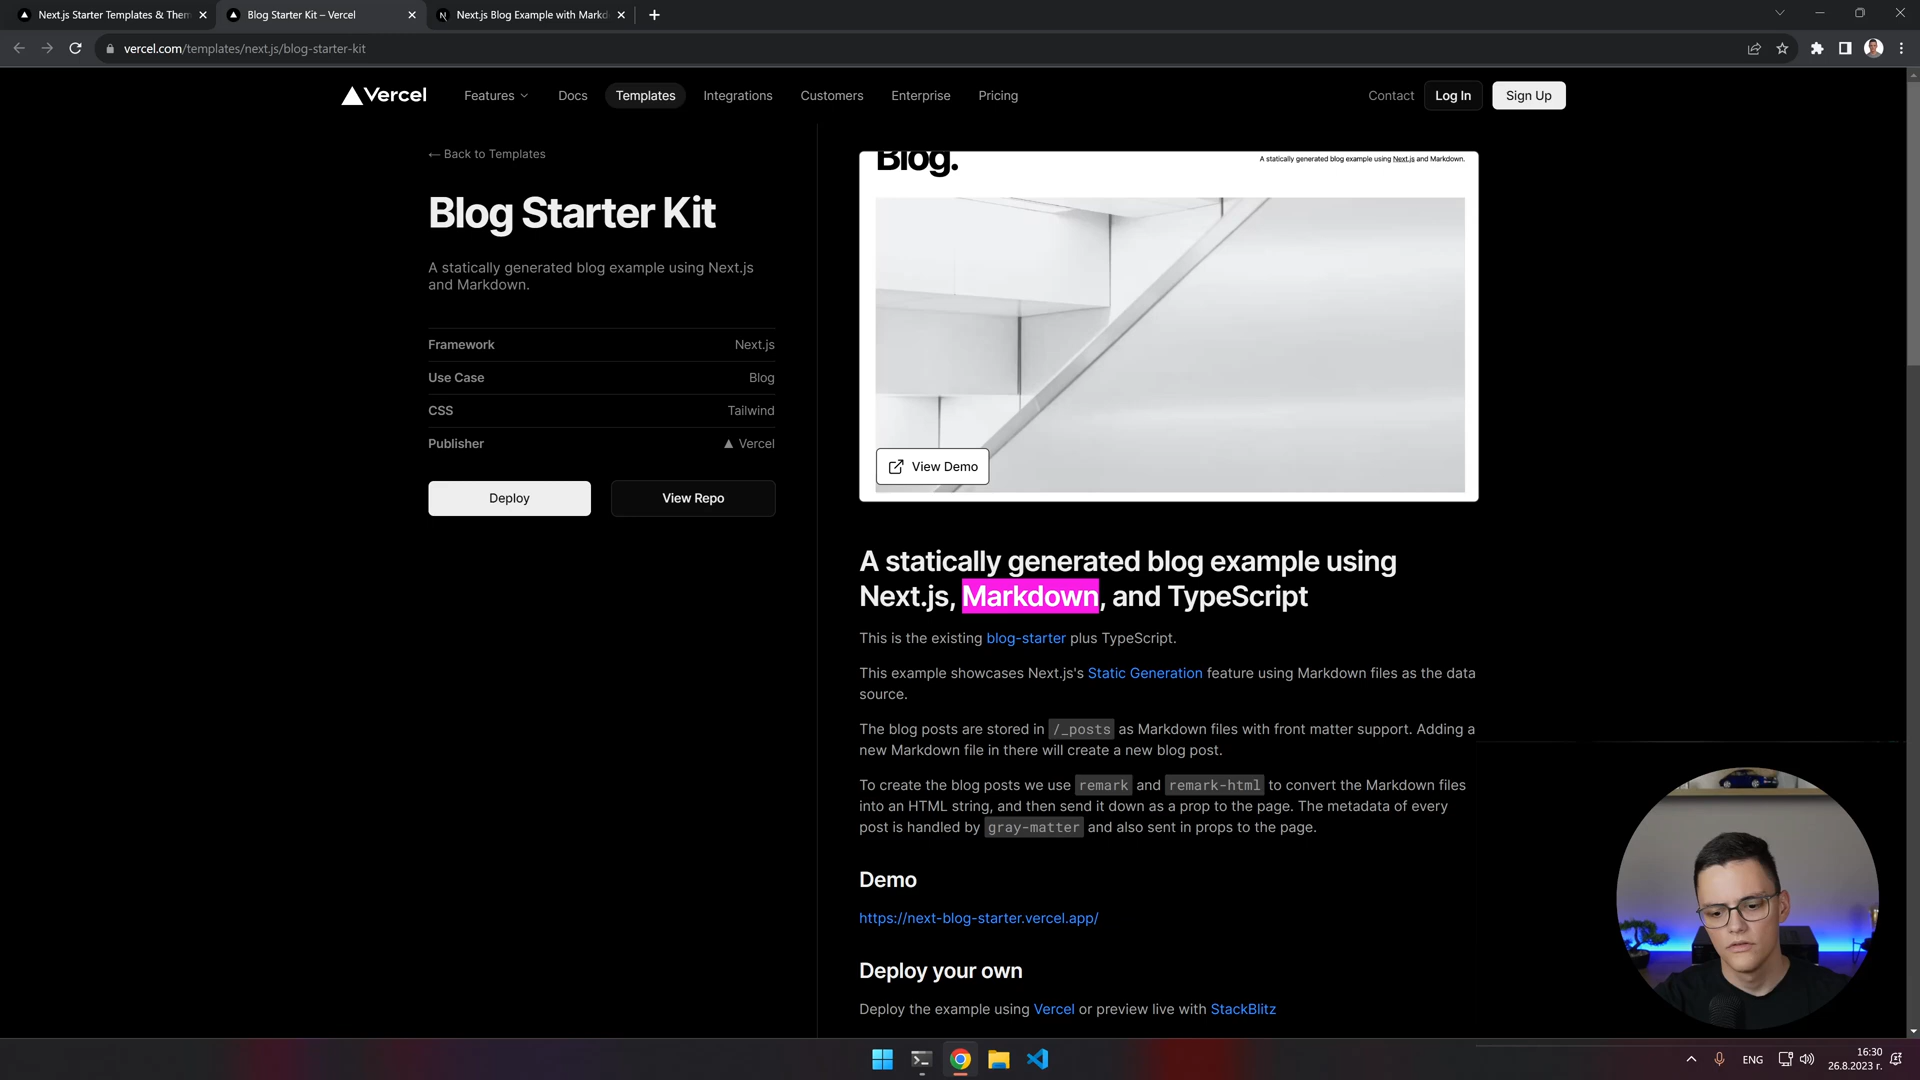 Next.js Starter Templates & Them
Blog Starter Kit – Vercel
Next.js Blog Example with Markd
vercel.com/templates/next.js/blog-starter-kit
Vercel
Features
Docs
Templates
Integrations
Customers
Enterprise
Pricing
Contact
Log In
Sign Up
← Back to Templates
Blog Starter Kit
A statically generated blog example using Next.js
and Markdown.
Framework Next.js
Use Case Blog
CSS Tailwind
Publisher ▲ Vercel
Deploy
View Repo
Blog.
A statically generated blog example using Next.js and Markdown.
View Demo
A statically generated blog example using
Next.js, Markdown, and TypeScript
This is the existing blog-starter plus TypeScript.
This example showcases Next.js's Static Generation feature using Markdown files as the data
source.
The blog posts are stored in /_posts as Markdown files with front matter support. Adding a
new Markdown file in there will create a new blog post.
To create the blog posts we use remark and remark-html to convert the Markdown files
into an HTML string, and then send it down as a prop to the page. The metadata of every
post is handled by gray-matter and also sent in props to the page.
Demo
https://next-blog-starter.vercel.app/
Deploy your own
Deploy the example using Vercel or preview live with StackBlitz
ENG
16:30
26.8.2023 г.